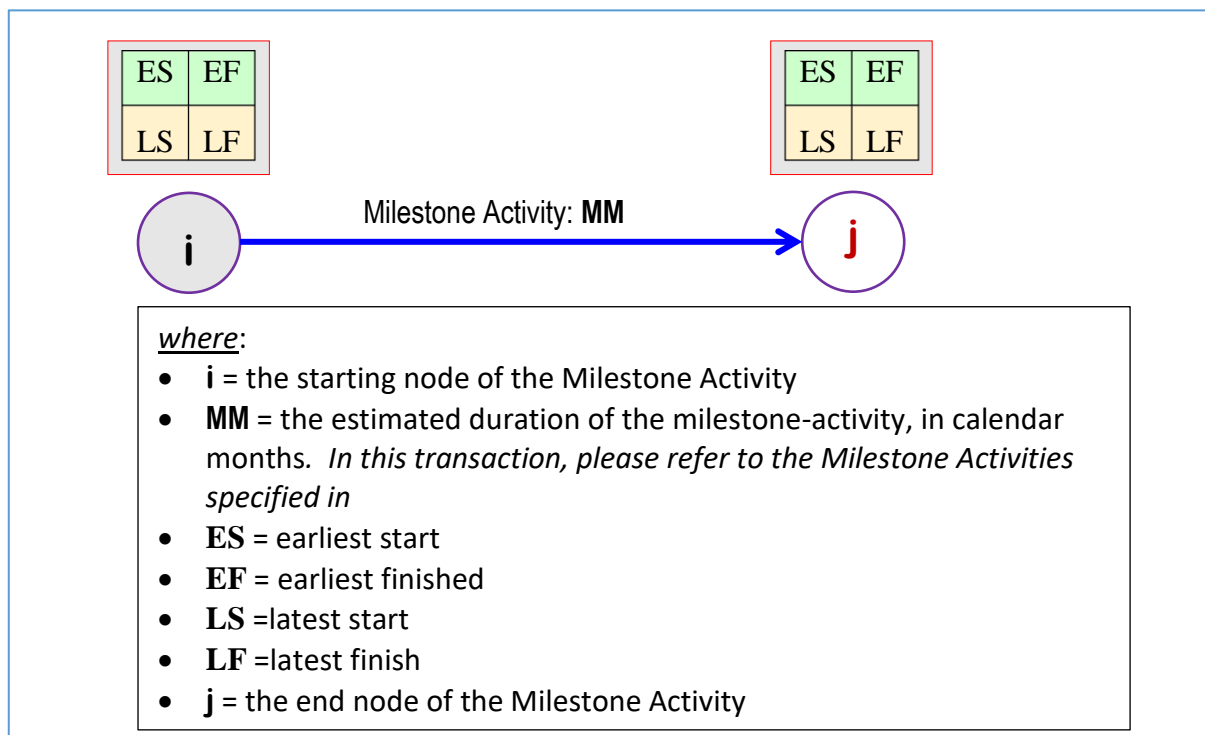 ES EF ES EF
LS LF LS LF
Milestone Activity: MM
i j
where:
• i = the starting node of the Milestone Activity
• MM = the estimated duration of the milestone-activity, in calendar
months. In this transaction, please refer to the Milestone Activities
specified in
• ES = earliest start
• EF = earliest finished
• LS =latest start
• LF =latest finish
• j = the end node of the Milestone Activity